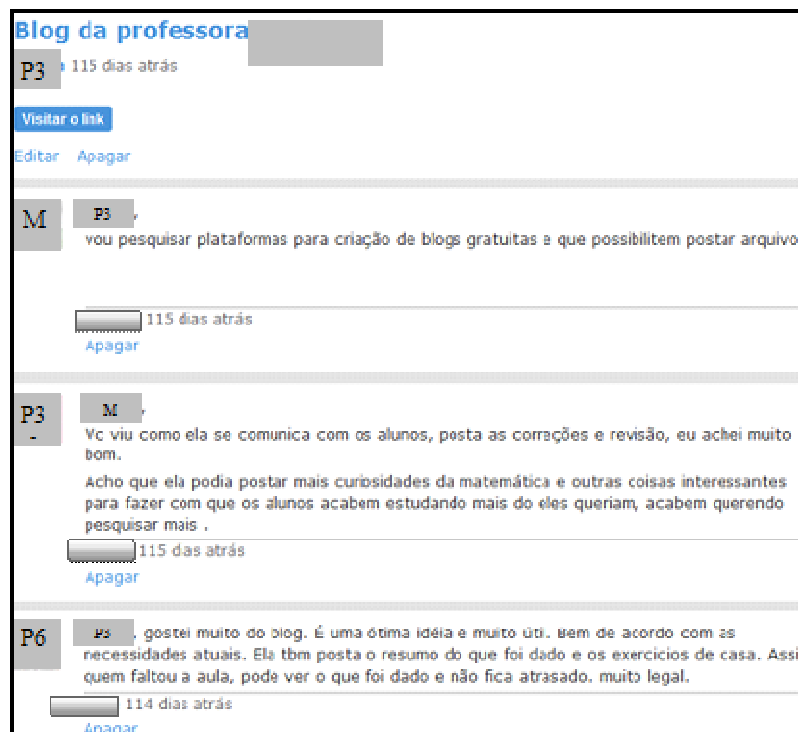 Blog da professora
P3 115 dias atrás
Visitar o link
Editar Apagar
M P3 ,
vou pesquisar plataformas para criação de blogs gratuitas e que possibilitem postar arquivo
115 dias atrás
Apagar
P3 - M ,
Vc viu como ela se comunica com os alunos, posta as correções e revisão, eu achei muito
bom.
Acho que ela podia postar mais curiosidades da matemática e outras coisas interessantes
para fazer com que os alunos acabem estudando mais do eles queriam, acabem querendo
pesquisar mais .
115 dias atrás
Apagar
P6 P3 , gostei muito do blog. É uma ótima idéia e muito útil. Bem de acordo com as
necessidades atuais. Ela tbm posta o resumo do que foi dado e os exercicios de casa. Assi
quem faltou a aula, pode ver o que foi dado e não fica atrasado. muito legal.
114 dias atrás
Apagar